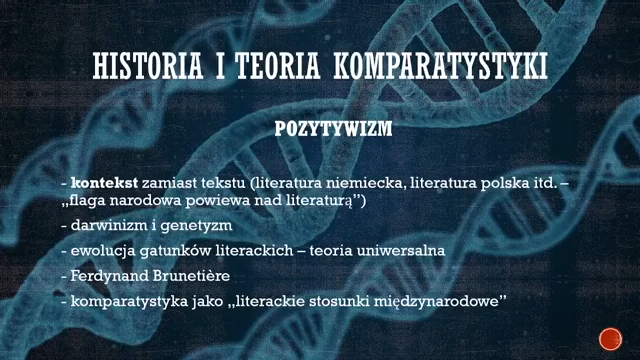 HISTORIA I TEORIA KOMPARATYSTYKI
POZYTYWIZM
- kontekst zamiast tekstu (literatura niemiecka, literatura polska itd. –
„flaga narodowa powiewa nad literaturą”)
- darwinizm i genetyzm
- ewolucja gatunków literackich – teoria uniwersalna
- Ferdynand Brunetière
- komparatystyka jako „literackie stosunki międzynarodowe”